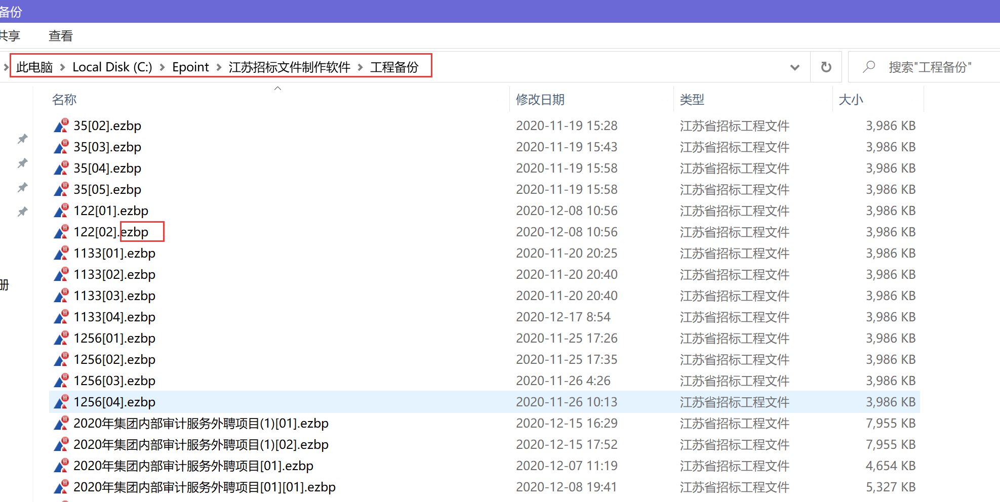 备份
共享 查看
此电脑 Local Disk (C:) Epoint 江苏招标文件制作软件 工程备份 搜索"工程备份"
名称 修改日期 类型 大小
35[02].ezbp 2020-11-19 15:28 江苏省招标工程文件 3,986 KB
35[03].ezbp 2020-11-19 15:43 江苏省招标工程文件 3,986 KB
35[04].ezbp 2020-11-19 15:58 江苏省招标工程文件 3,986 KB
35[05].ezbp 2020-11-19 15:58 江苏省招标工程文件 3,986 KB
122[01].ezbp 2020-12-08 10:56 江苏省招标工程文件 3,986 KB
122[02].ezbp 2020-12-08 10:56 江苏省招标工程文件 3,986 KB
1133[01].ezbp 2020-11-20 20:25 江苏省招标工程文件 3,986 KB
1133[02].ezbp 2020-11-20 20:40 江苏省招标工程文件 3,986 KB
册
1133[03].ezbp 2020-11-20 20:40 江苏省招标工程文件 3,986 KB
1133[04].ezbp 2020-12-17 8:54 江苏省招标工程文件 3,986 KB
1256[01].ezbp 2020-11-25 17:26 江苏省招标工程文件 3,986 KB
1256[02].ezbp 2020-11-25 17:35 江苏省招标工程文件 3,986 KB
1256[03].ezbp 2020-11-26 4:26 江苏省招标工程文件 3,986 KB
1256[04].ezbp 2020-11-26 10:13 江苏省招标工程文件 3,986 KB
2020年集团内部审计服务外聘项目(1)[01].ezbp 2020-12-15 16:29 江苏省招标工程文件 7,955 KB
2020年集团内部审计服务外聘项目(1)[02].ezbp 2020-12-15 17:52 江苏省招标工程文件 7,955 KB
2020年集团内部审计服务外聘项目[01].ezbp 2020-12-07 11:19 江苏省招标工程文件 4,654 KB
2020年集团内部审计服务外聘项目[01][01].ezbp 2020-12-08 19:41 江苏省招标工程文件 5,327 KB